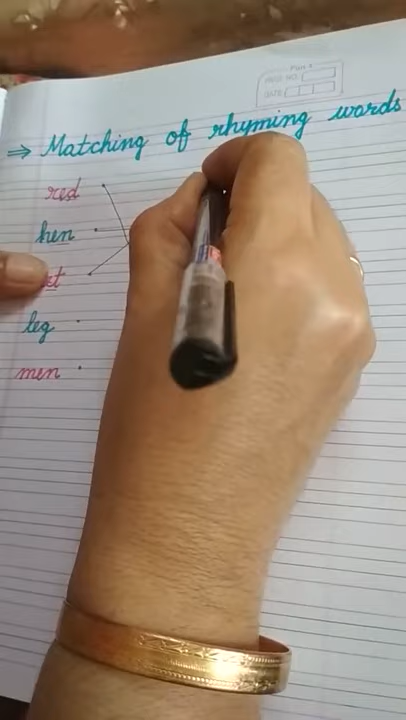 ⇒ Matching of rhyming words
red
hen
leg
men